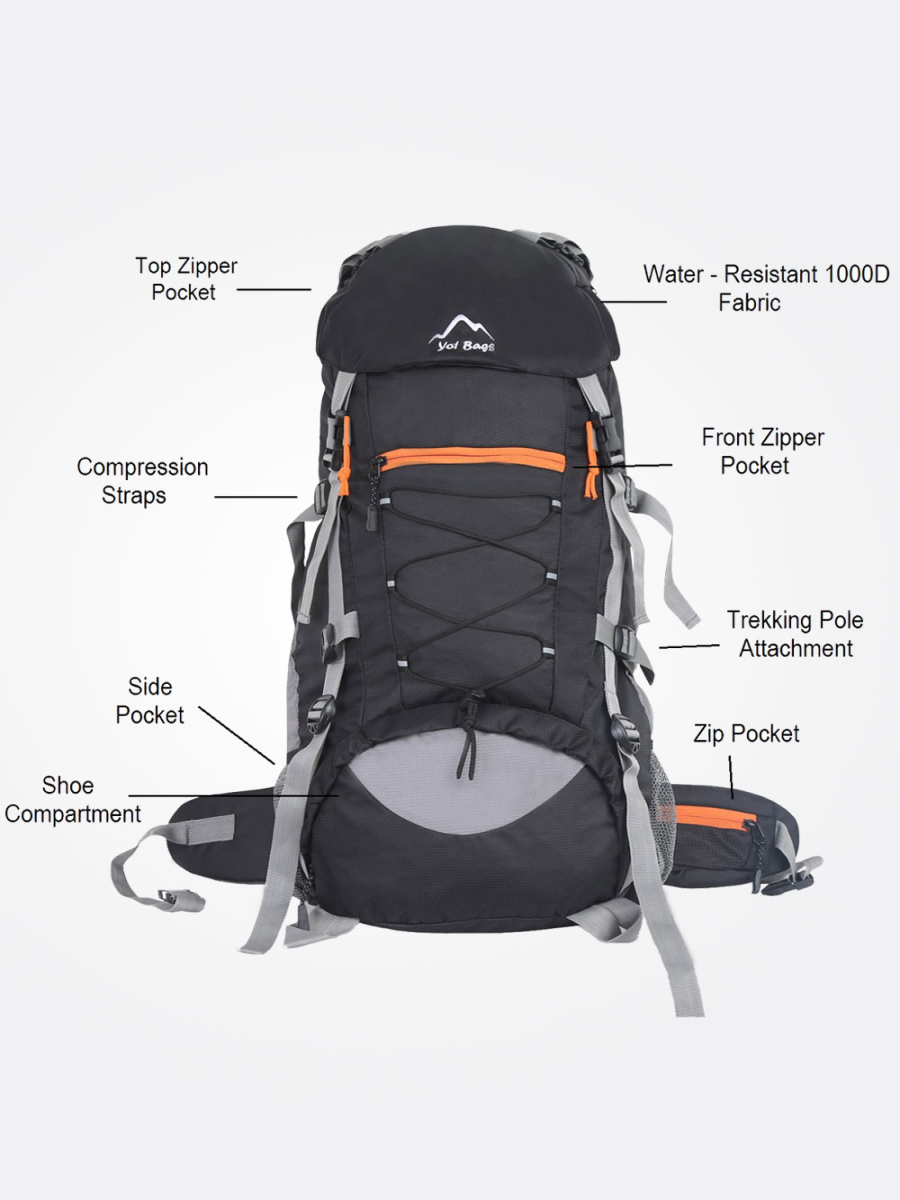 Top Zipper
Pocket
Water - Resistant 1000D
Fabric
Yol Bags
Front Zipper
Pocket
Compression
Straps
Trekking Pole
Attachment
Side
Pocket
Zip Pocket
Shoe
Compartment